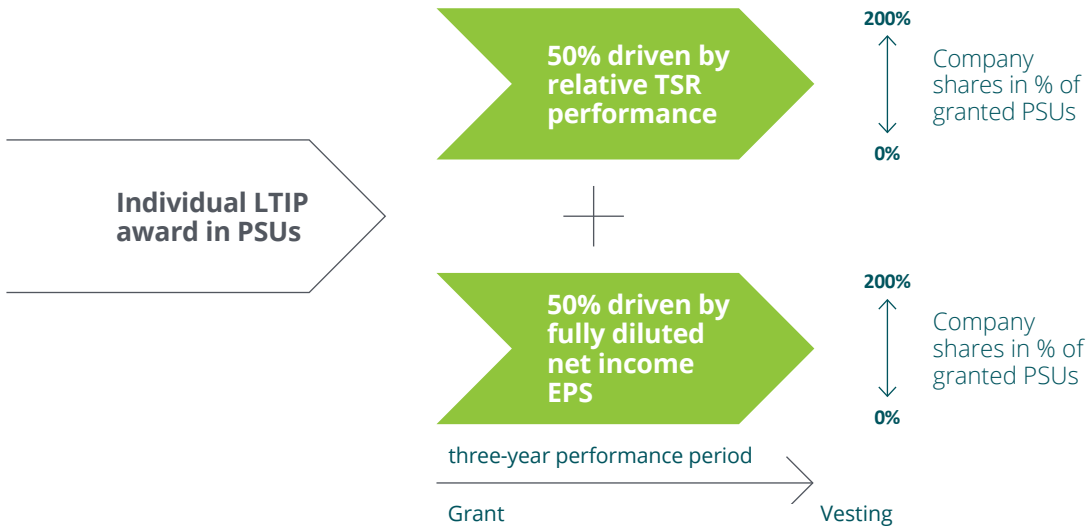 Individual LTIP
award in PSUs
50% driven by
relative TSR
performance
200%
0%
Company
shares in % of
granted PSUs
50% driven by
fully diluted
net income
EPS
200%
0%
Company
shares in % of
granted PSUs
three-year performance period
Grant
Vesting